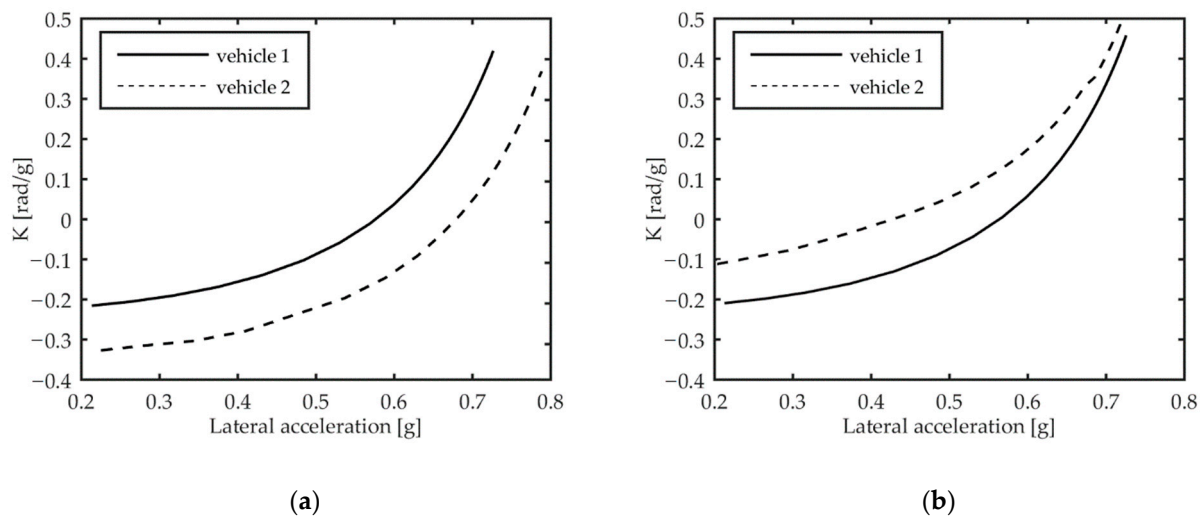 0.5
0.4
0.3
0.2
0.1
0
−0.1
−0.2
−0.3
−0.4
K [rad/g]
vehicle 1
vehicle 2
0.2 0.3 0.4 0.5 0.6 0.7 0.8
Lateral acceleration [g]
(a)
0.5
0.4
0.3
0.2
0.1
0
−0.1
−0.2
−0.3
−0.4
K [rad/g]
vehicle 1
vehicle 2
0.2 0.3 0.4 0.5 0.6 0.7 0.8
Lateral acceleration [g]
(b)